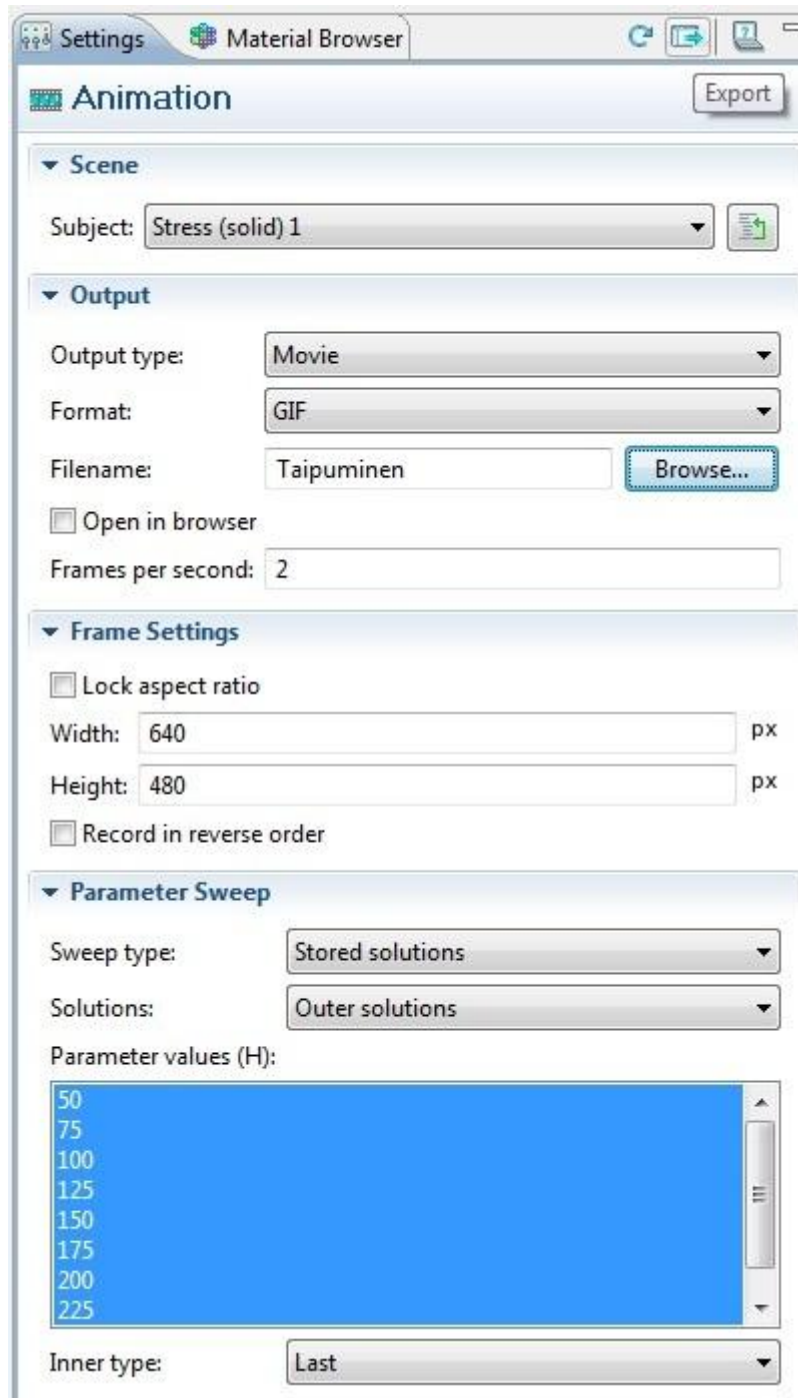 Settings Material Browser
Animation
Export
Scene
Subject: Stress (solid) 1
Output
Output type: Movie
Format: GIF
Filename: Taipuminen Browse...
Open in browser
Frames per second: 2
Frame Settings
Lock aspect ratio
Width: 640 px
Height: 480 px
Record in reverse order
Parameter Sweep
Sweep type: Stored solutions
Solutions: Outer solutions
Parameter values (H):
50
75
100
125
150
175
200
225
Inner type: Last